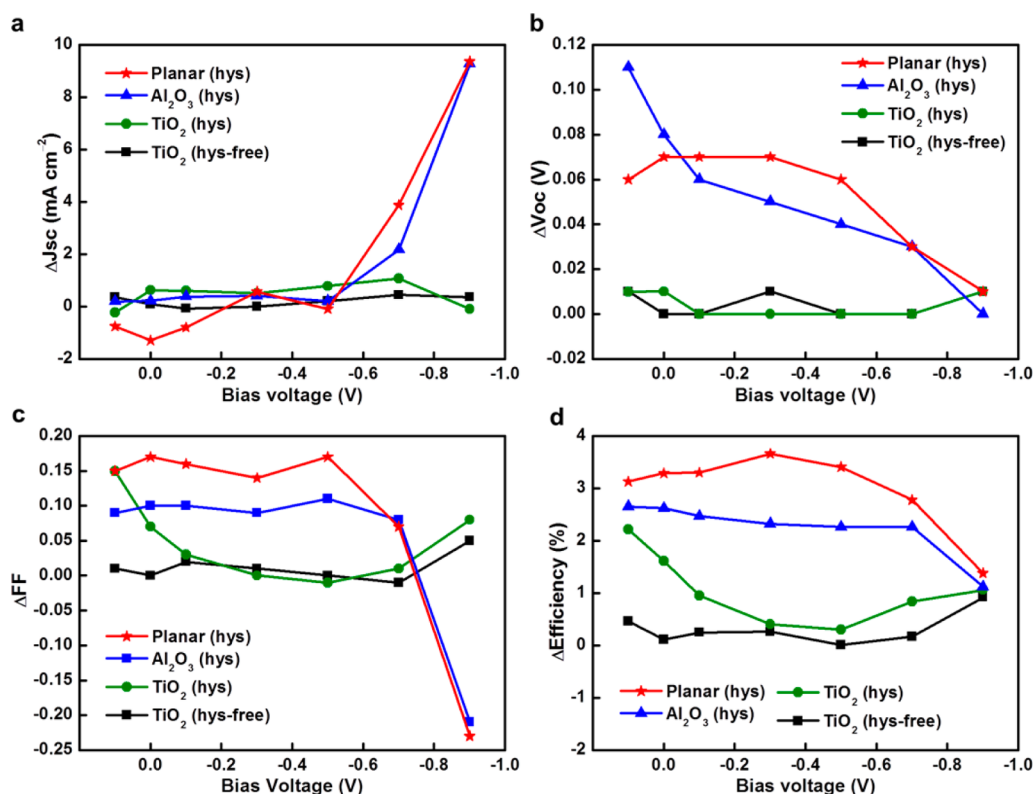 a
10
8
6
4
2
0
-2
ΔJsc (mA cm⁻²)
Planar (hys)
Al₂O₃ (hys)
TiO₂ (hys)
TiO₂ (hys-free)
0.0 -0.2 -0.4 -0.6 -0.8 -1.0
Bias voltage (V)
b
0.12
0.10
0.08
0.06
0.04
0.02
0.00
-0.02
ΔVoc (V)
Planar (hys)
Al₂O₃ (hys)
TiO₂ (hys)
TiO₂ (hys-free)
0.0 -0.2 -0.4 -0.6 -0.8 -1.0
Bias voltage (V)
c
0.20
0.15
0.10
0.05
0.00
-0.05
-0.10
-0.15
-0.20
-0.25
ΔFF
Planar (hys)
Al₂O₃ (hys)
TiO₂ (hys)
TiO₂ (hys-free)
0.0 -0.2 -0.4 -0.6 -0.8 -1.0
Bias Voltage (V)
d
4
3
2
1
0
-1
-2
ΔEfficiency (%)
Planar (hys) TiO₂ (hys)
Al₂O₃ (hys) TiO₂ (hys-free)
0.0 -0.2 -0.4 -0.6 -0.8 -1.0
Bias voltage (V)